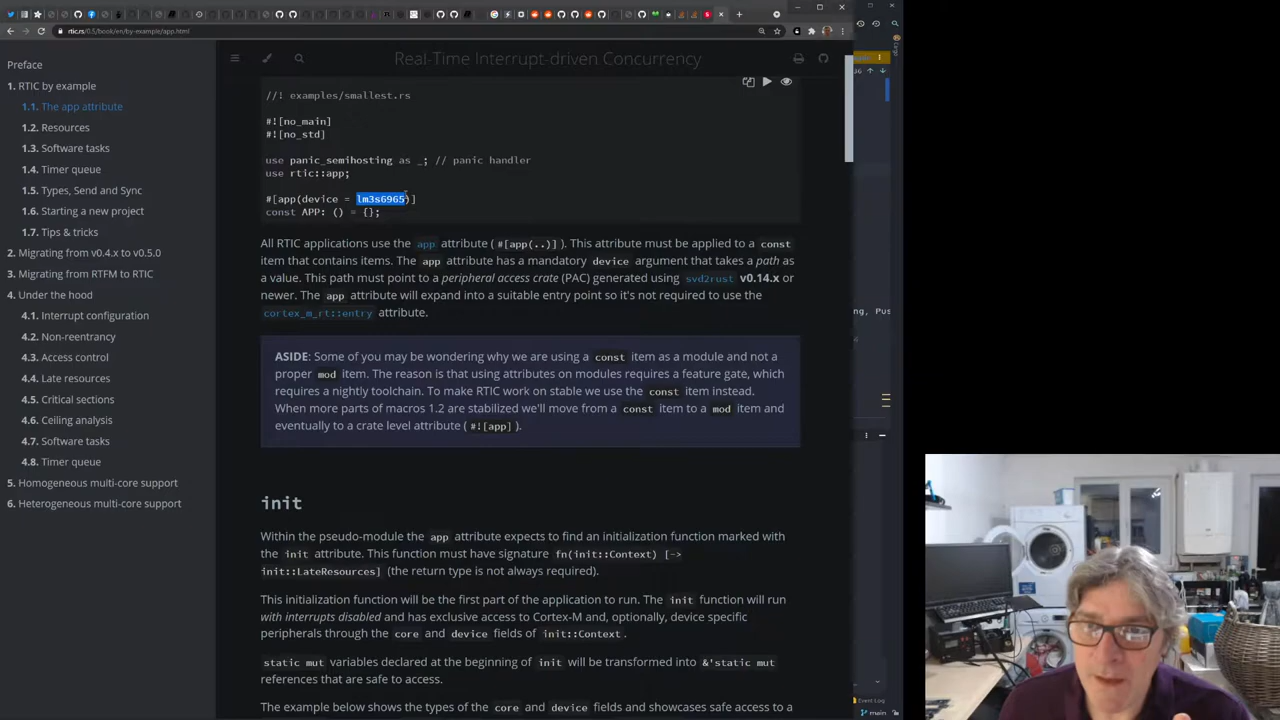 rtic.rs/0.5/book/en/by-example/app.html
Real-Time Interrupt-driven Concurrency
Preface
1. RTIC by example
1.1. The app attribute
1.2. Resources
1.3. Software tasks
1.4. Timer queue
1.5. Types, Send and Sync
1.6. Starting a new project
1.7. Tips & tricks
2. Migrating from v0.4.x to v0.5.0
3. Migrating from RTFM to RTIC
4. Under the hood
4.1. Interrupt configuration
4.2. Non-reentrancy
4.3. Access control
4.4. Late resources
4.5. Critical sections
4.6. Ceiling analysis
4.7. Software tasks
4.8. Timer queue
5. Homogeneous multi-core support
6. Heterogeneous multi-core support
//! examples/smallest.rs
#![no_main]
#![no_std]
use panic_semihosting as _; // panic handler
use rtic::app;
#[app(device = lm3s6965)]
const APP: () = {};
All RTIC applications use the app attribute (#[app(..)]). This attribute must be applied to a const
item that contains items. The app attribute has a mandatory device argument that takes a path as
a value. This path must point to a peripheral access crate (PAC) generated using svd2rust v0.14.x or
newer. The app attribute will expand into a suitable entry point so it's not required to use the
cortex_m_rt::entry attribute.
ASIDE: Some of you may be wondering why we are using a const item as a module and not a
proper mod item. The reason is that using attributes on modules requires a feature gate, which
requires a nightly toolchain. To make RTIC work on stable we use the const item instead.
When more parts of macros 1.2 are stabilized we'll move from a const item to a mod item and
eventually to a crate level attribute (#![app]).
init
Within the pseudo-module the app attribute expects to find an initialization function marked with
the init attribute. This function must have signature fn(init::Context) [->
init::LateResources] (the return type is not always required).
This initialization function will be the first part of the application to run. The init function will run
with interrupts disabled and has exclusive access to Cortex-M and, optionally, device specific
peripherals through the core and device fields of init::Context.
static mut variables declared at the beginning of init will be transformed into &'static mut
references that are safe to access.
The example below shows the types of the core and device fields and showcases safe access to a
Cargo
36
ng, Pus
Event Log
main